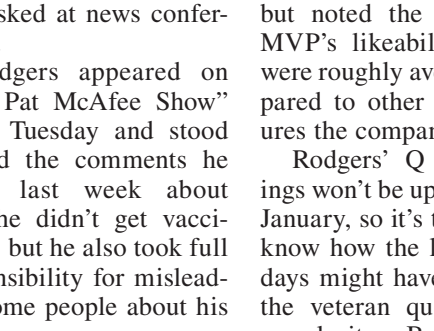 sked at news confer-
dgers appeared on
Pat McAfee Show”
Tuesday and stood
d the comments he
last week about
he didn’t get vacci-
but he also took full
nsibility for mislead-
ome people about his
but noted the
MVP’s likeabil
were roughly av
pared to other
ures the compar
Rodgers’ Q
ings won’t be up
January, so it’s t
know how the l
days might have
the veteran qu